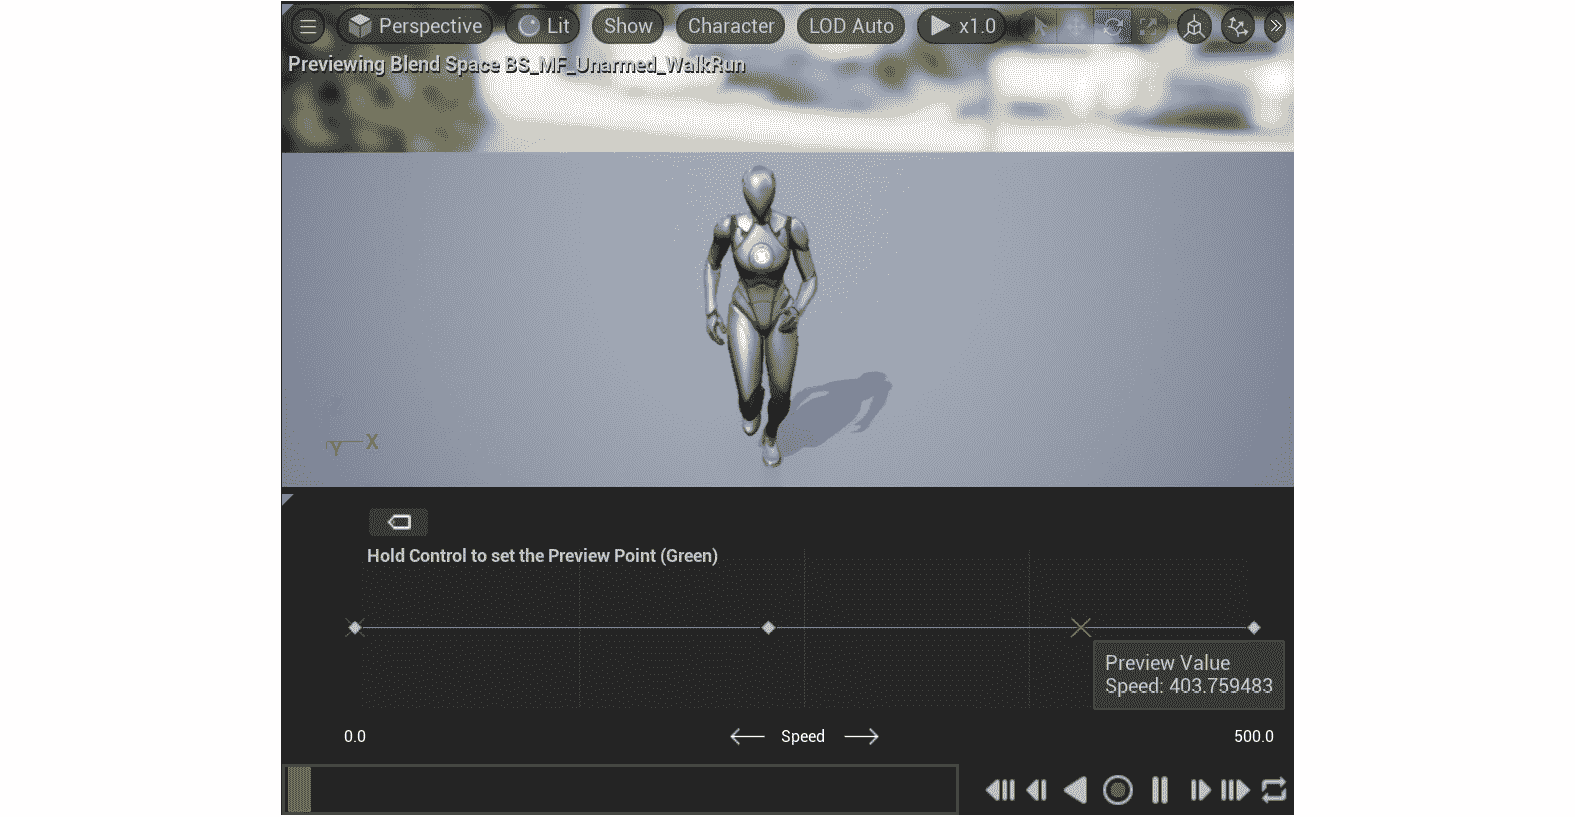 Perspective Lit Show Character LOD Auto x1.0
Previewing Blend Space BS_MF_Unarmed_WalkRun
Y X
Hold Control to set the Preview Point (Green)
Preview Value
Speed: 403.759483
0.0 Speed 500.0